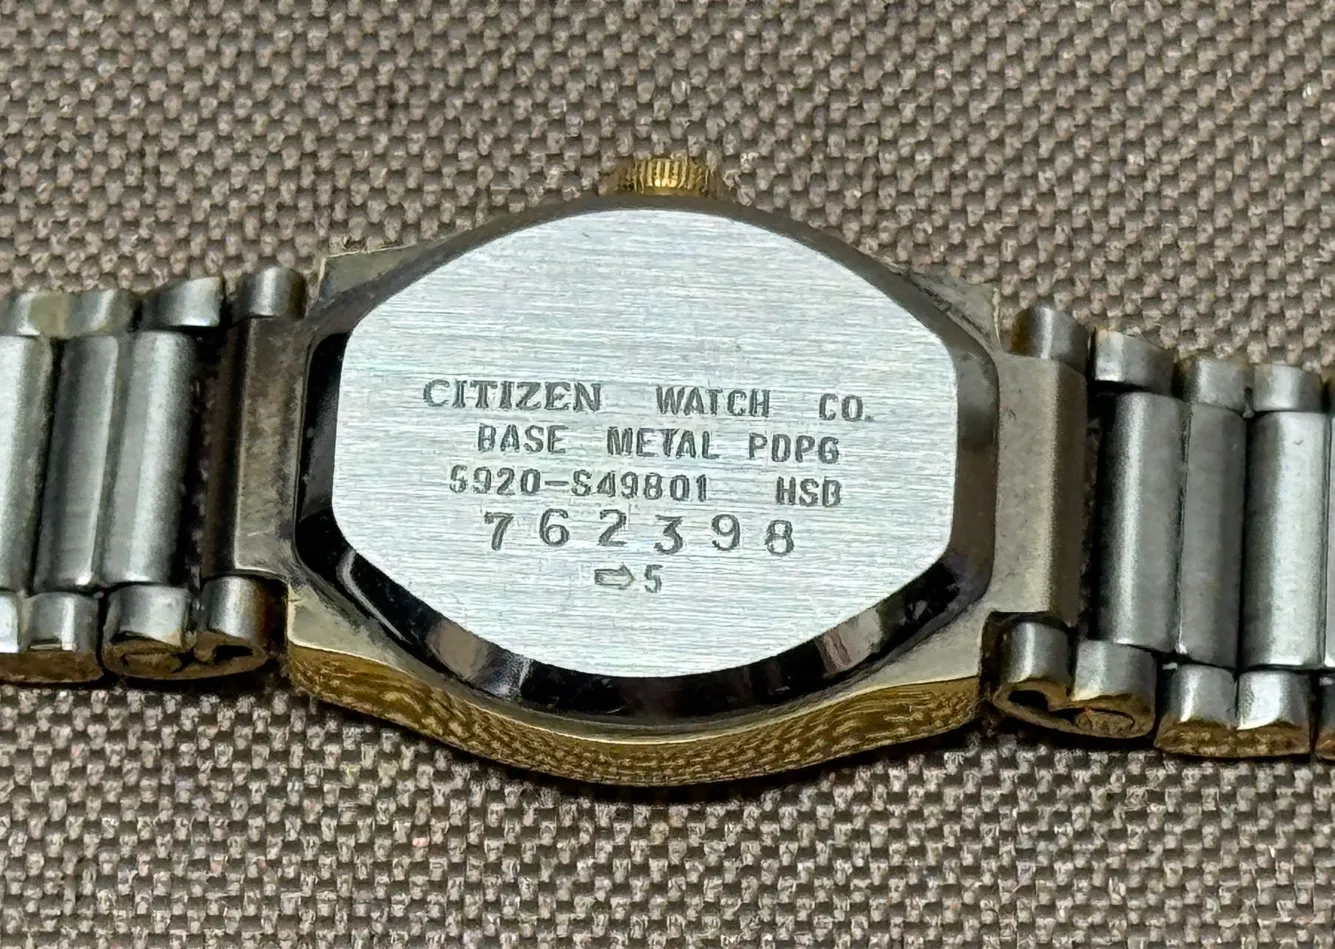 CITIZEN WATCH CO.
BASE METAL PDPG
5920-S49801 HSB
762398
⇨5